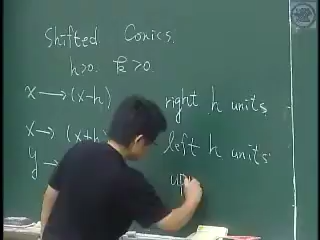 Shifted Conics.
h>0. k>0.
x → (x-h) right h units
x → (x+h) left h units
y → up